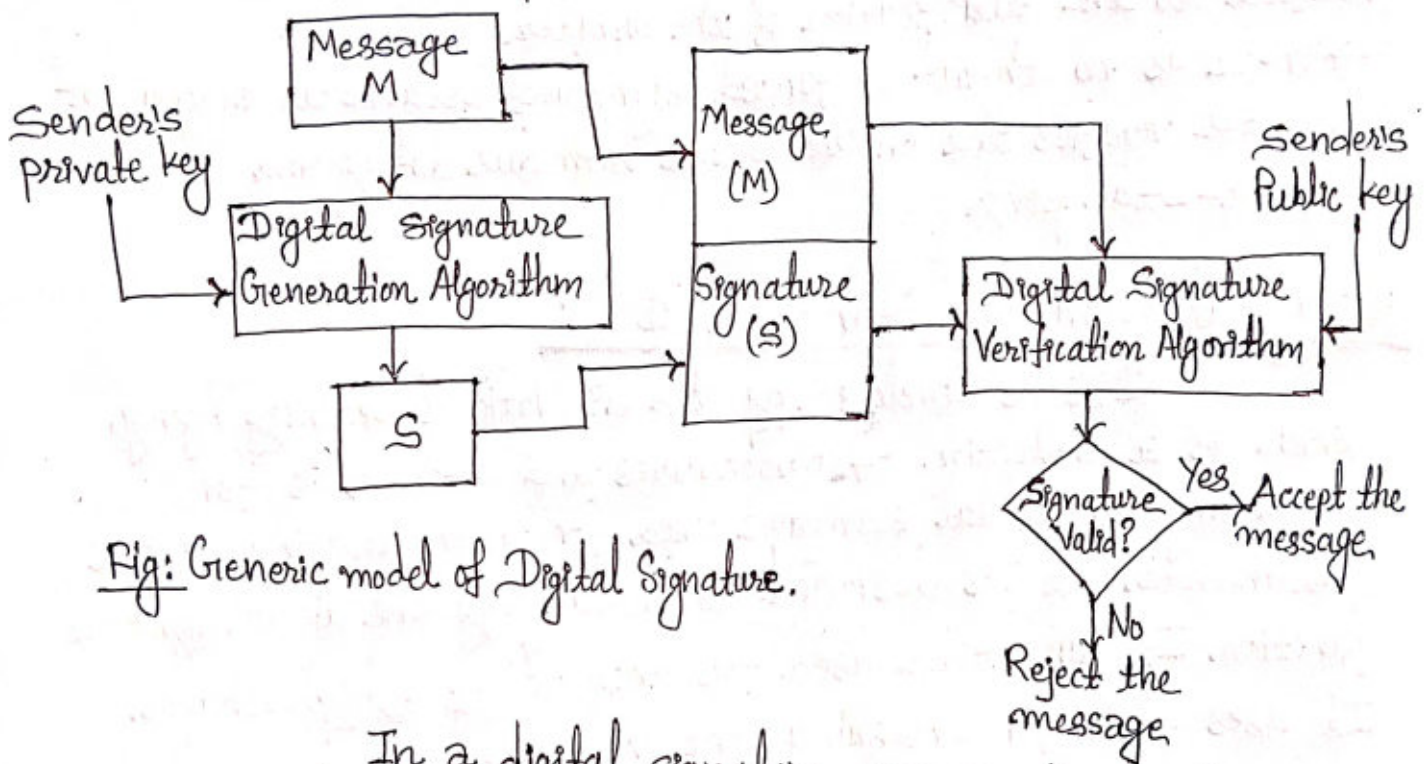 Message
M
Sender's
private key
Digital Signature
Generation Algorithm
S
Message
(M)
Signature
(S)
Sender's
Public key
Digital Signature
Verification Algorithm
Signature
Valid?
Yes
Accept the
message
No
Reject the
message
Fig: Generic model of Digital Signature.
In a digital signature